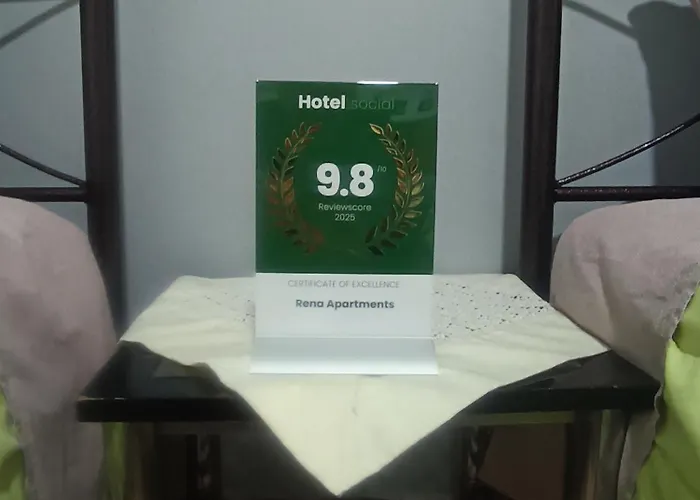 Hotel.social
9.8 /10
Reviewscore
2025
CERTIFICATE OF EXCELLENCE
Rena Apartments